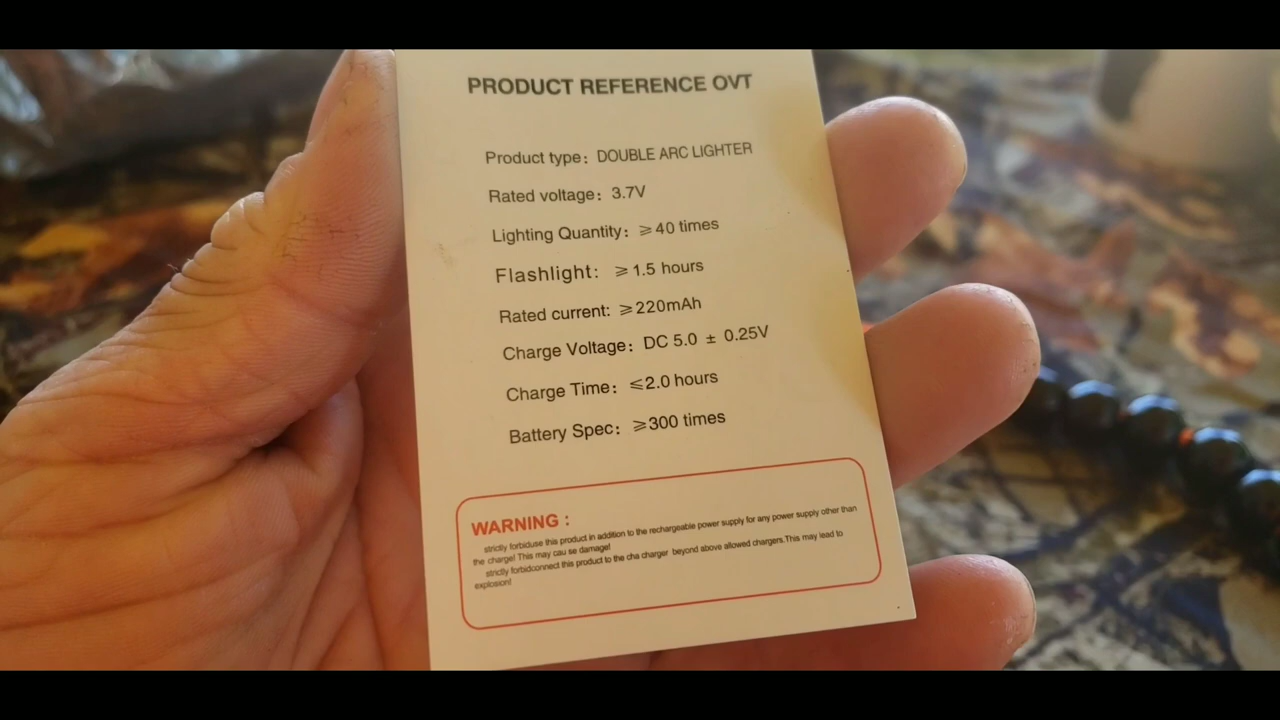 PRODUCT REFERENCE OVT
Product type: DOUBLE ARC LIGHTER
Rated voltage: 3.7V
Lighting Quantity: ≥40 times
Flashlight: ≥1.5 hours
Rated current: ≥220mAh
Charge Voltage: DC 5.0 ± 0.25V
Charge Time: ≤2.0 hours
Battery Spec: ≥300 times
WARNING :
strictly forbiduse this product in addition to the rechargeable power supply for any power supply other than
the charge! This may cau se damage!
strictly forbidconnect this product to the cha charger beyond above allowed chargers.This may lead to
explosion!